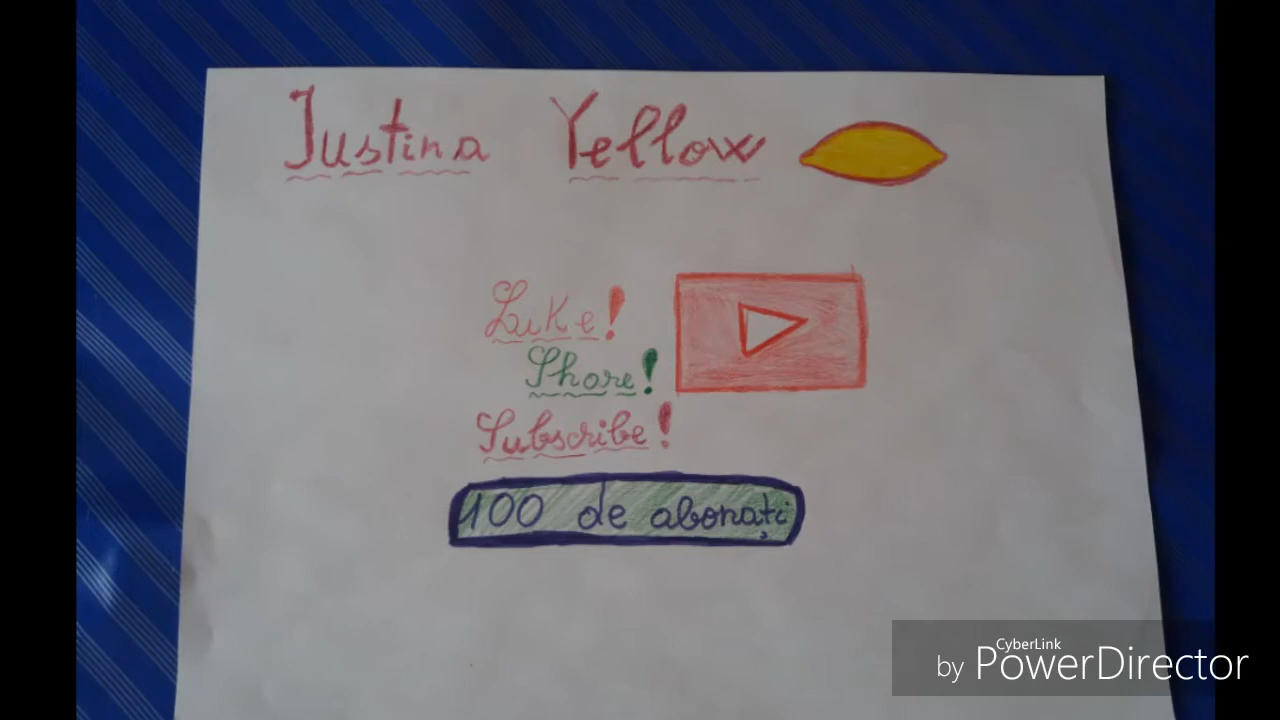 Justina Yellow
Like!
Share!
Subscribe!
100 de abonați
CyberLink
by PowerDirector